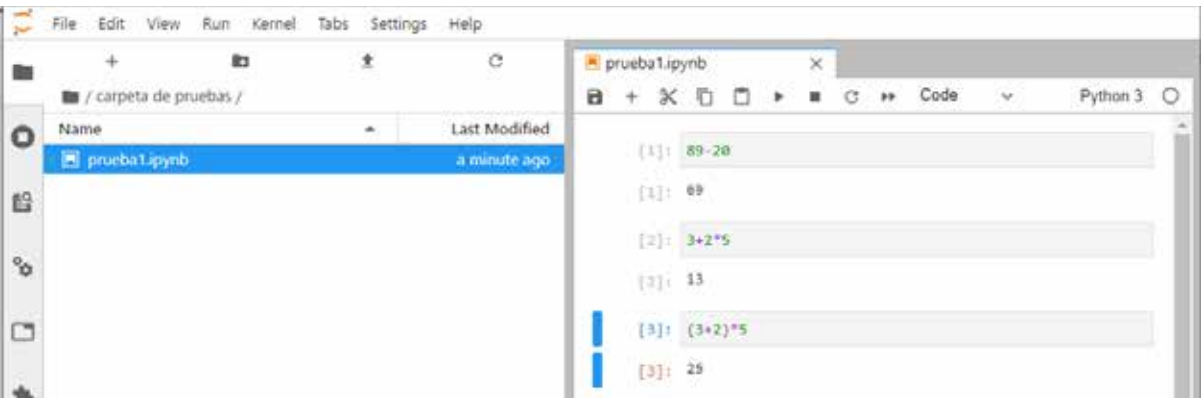 File Edit View Run Kernel Tabs Settings Help
/ carpeta de pruebas /
Name Last Modified
prueba1.ipynb a minute ago
prueba1.ipynb
Code Python 3
[1]: 89-20
[1]: 69
[2]: 3+2*5
[2]: 13
[3]: (3+2)*5
[3]: 25